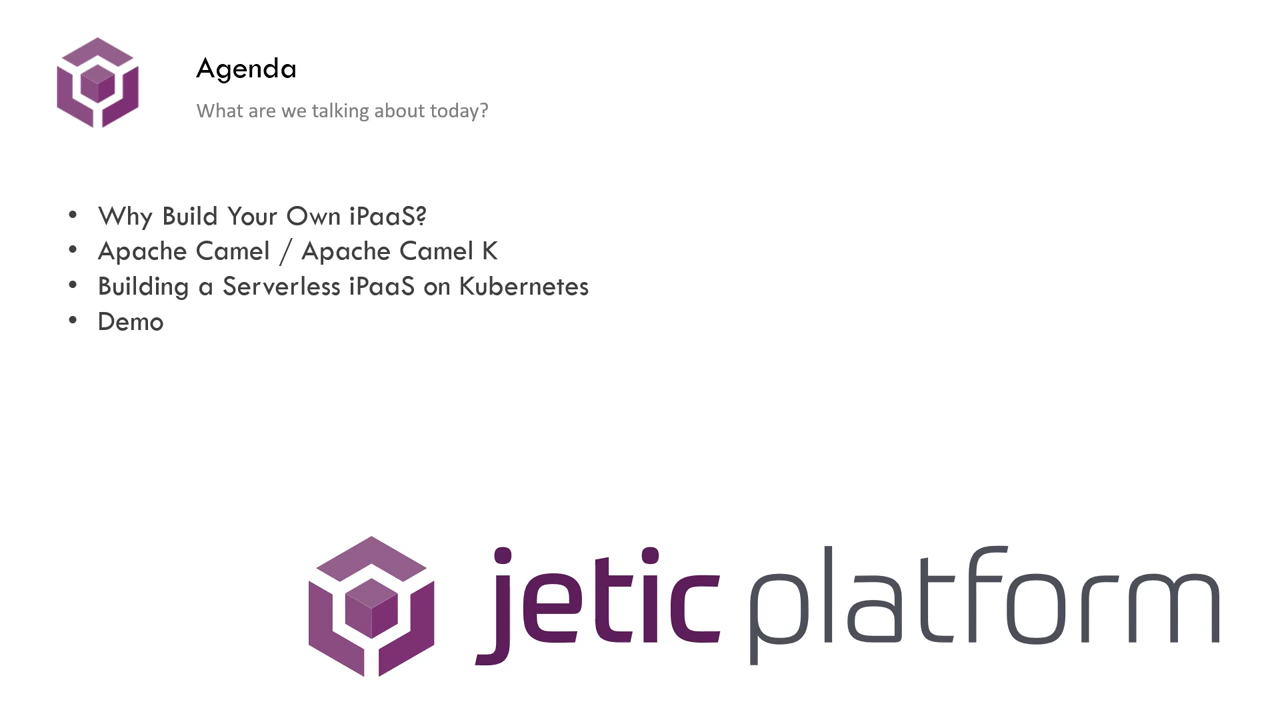 Agenda
What are we talking about today?
• Why Build Your Own iPaaS?
• Apache Camel / Apache Camel K
• Building a Serverless iPaaS on Kubernetes
• Demo
jetic platform